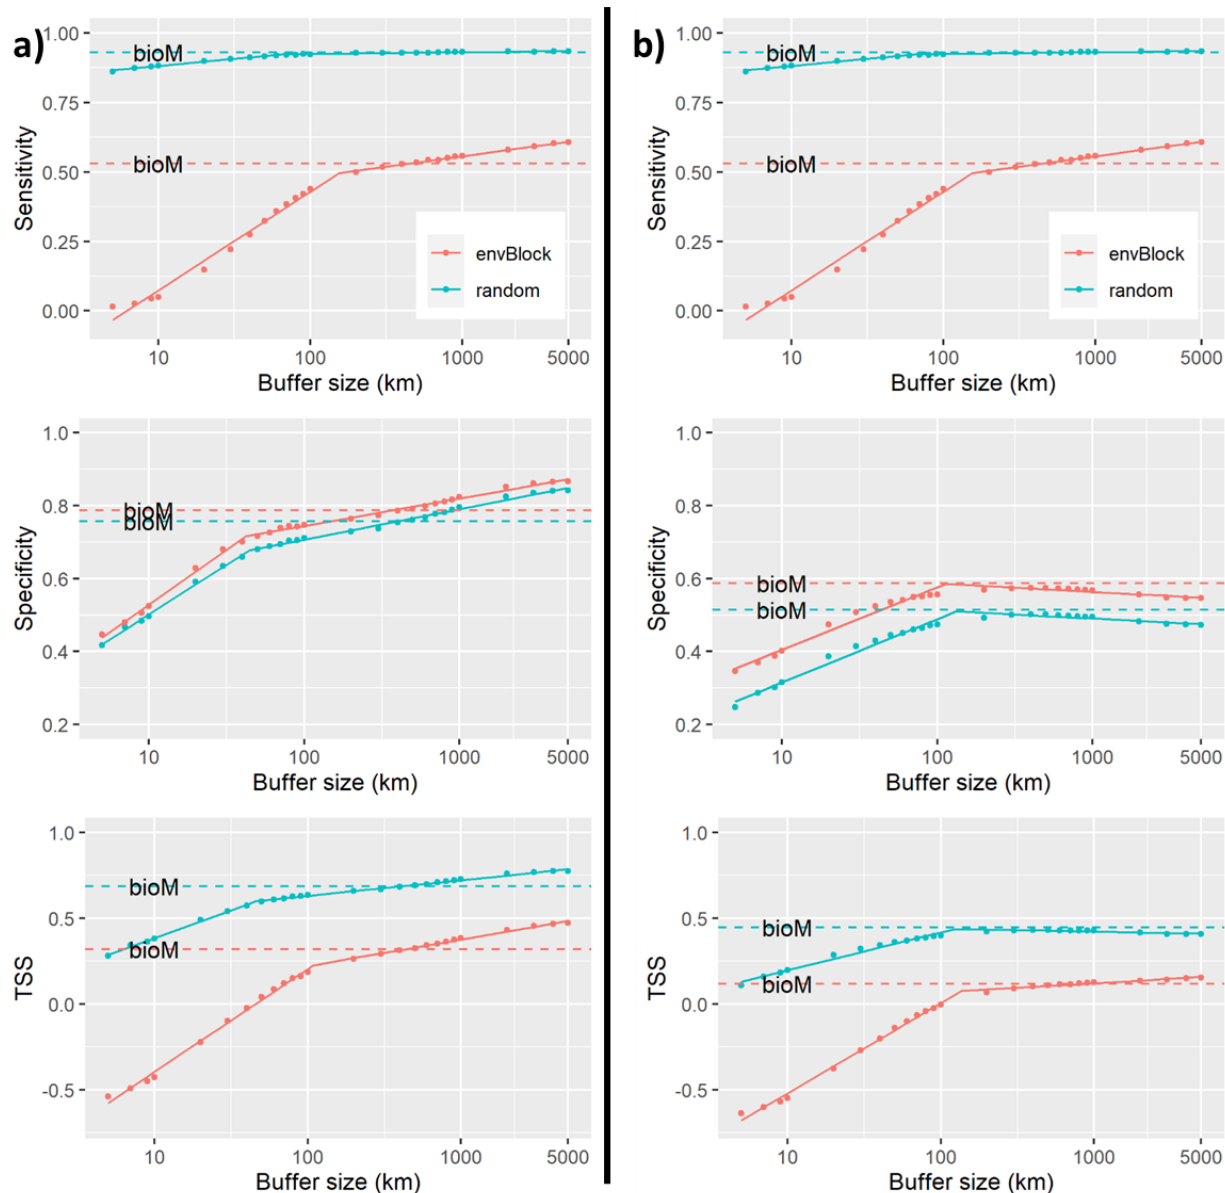 a)
1.00
0.75
0.50
0.25
0.00
Sensitivity
bioM
bioM
envBlock
random
10 100 1000 5000
Buffer size (km)
1.0
0.8
0.6
0.4
0.2
Specificity
bioM
bioM
10 100 1000 5000
Buffer size (km)
1.0
0.5
0.0
-0.5
TSS
bioM
bioM
10 100 1000 5000
Buffer size (km)
b)
1.00
0.75
0.50
0.25
0.00
Sensitivity
bioM
bioM
envBlock
random
10 100 1000 5000
Buffer size (km)
1.0
0.8
0.6
0.4
0.2
Specificity
bioM
bioM
10 100 1000 5000
Buffer size (km)
1.0
0.5
0.0
-0.5
TSS
bioM
bioM
10 100 1000 5000
Buffer size (km)